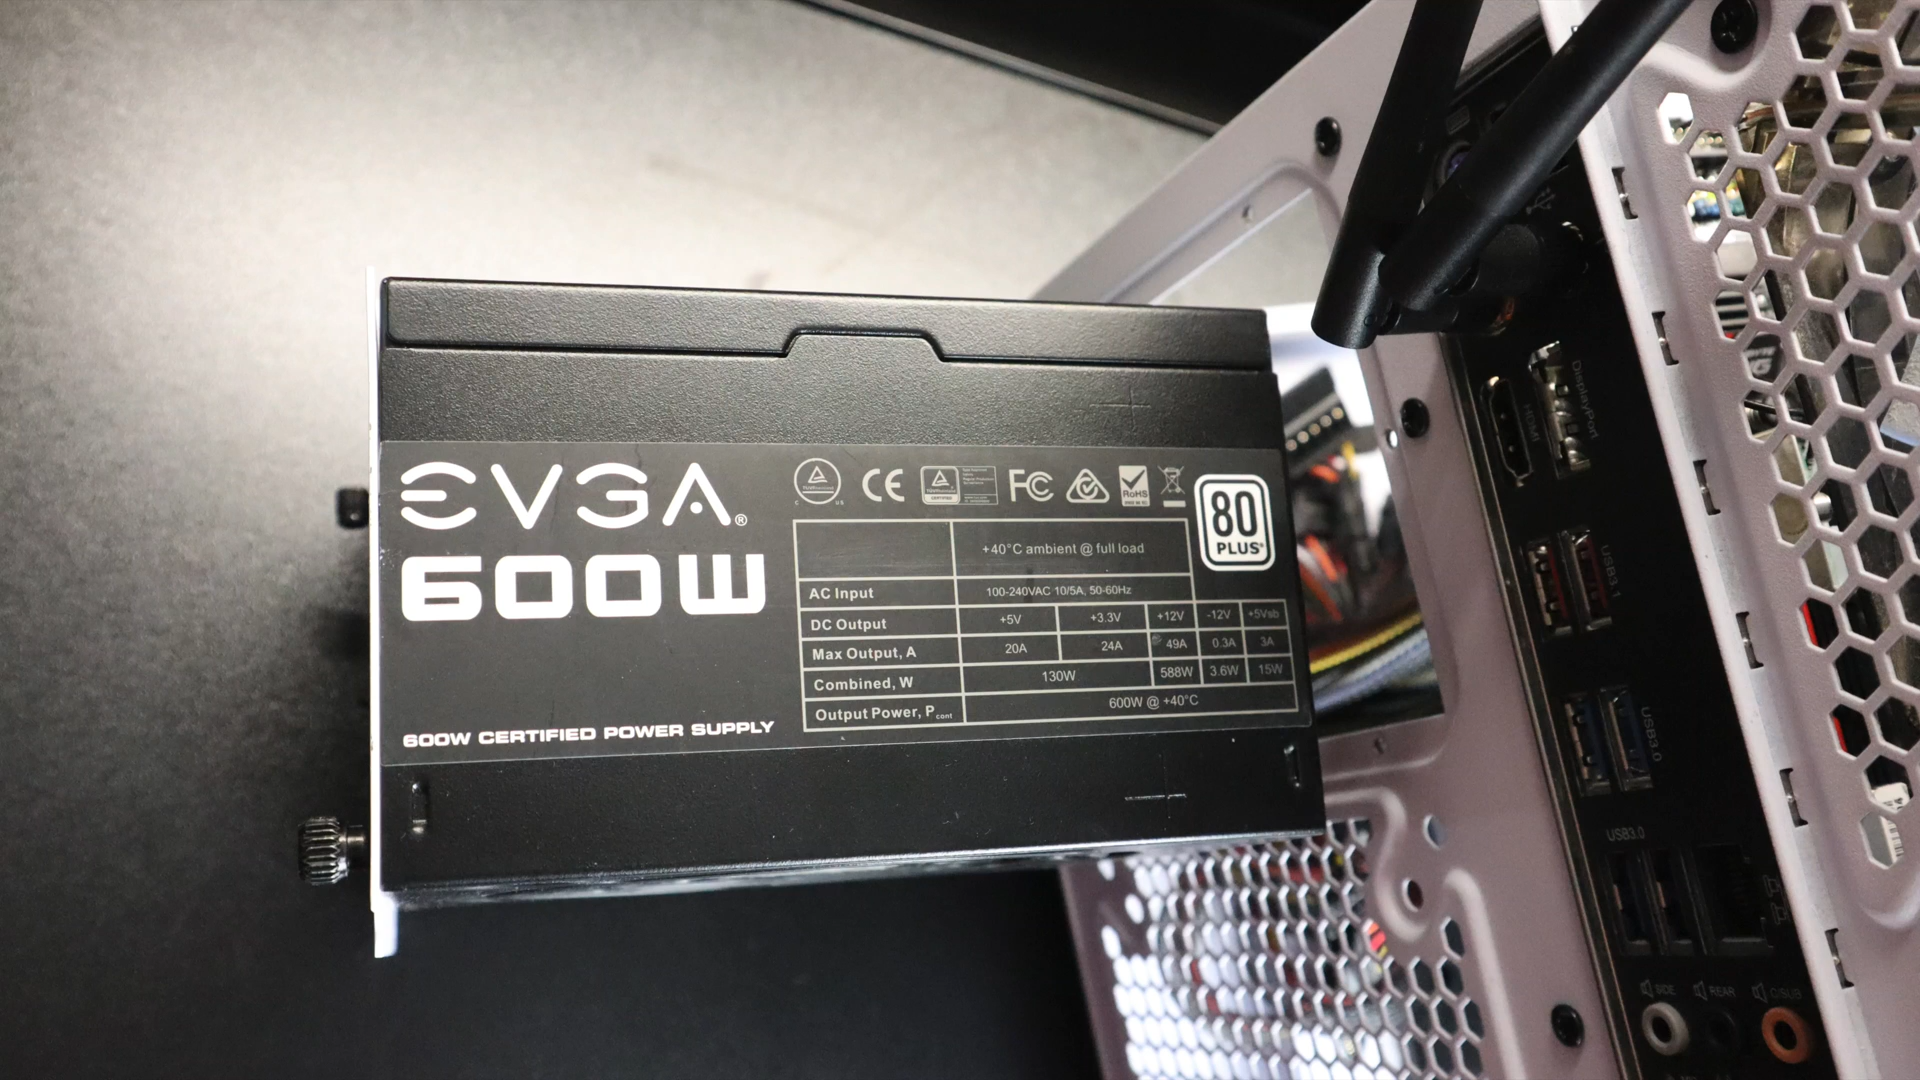 EVGA®
600W
600W CERTIFIED POWER SUPPLY
C US
CE
FC
RoHS
80
PLUS®
+40°C ambient @ full load
AC Input 100-240VAC 10/5A, 50-60Hz
DC Output +5V +3.3V +12V -12V +5Vsb
Max Output, A 20A 24A 49A 0.3A 3A
Combined, W 130W 588W 3.6W 15W
Output Power, Pcont 600W @ +40°C
HDMI
DisplayPort
USB3.1
USB3.0
USB3.0
SIDE
REAR
C/SUB